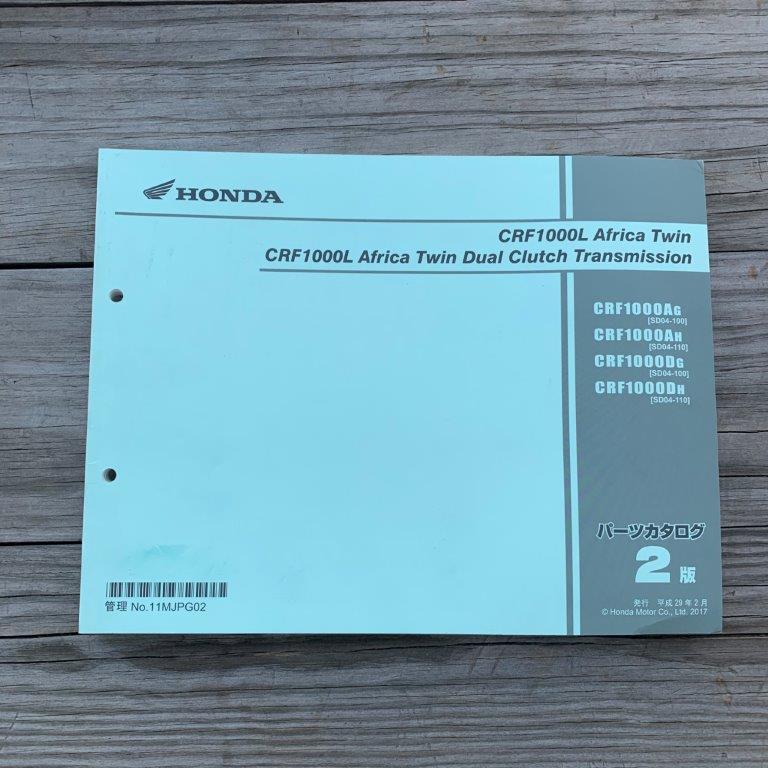 HONDA
CRF1000L Africa Twin
CRF1000L Africa Twin Dual Clutch Transmission
CRF1000AG
[SD04-100]
CRF1000AH
[SD04-110]
CRF1000DG
[SD04-100]
CRF1000DH
[SD04-110]
パーツカタログ
2 版
管理 No.11MJPG02
発行 平成 29 年 2 月
© Honda Motor Co., Ltd. 2017